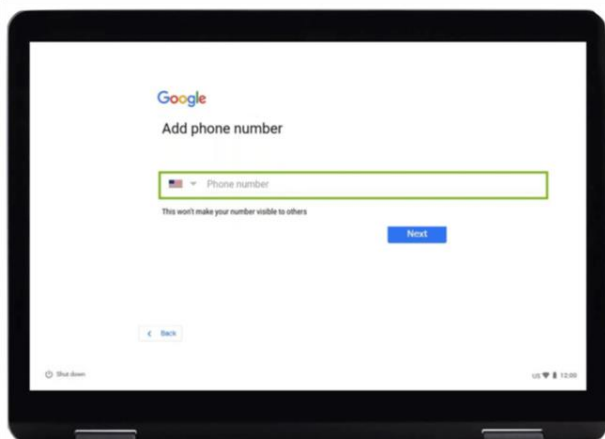 Google
Add phone number
Phone number
This won't make your number visible to others
Next
Back
Shut down
US 12:00